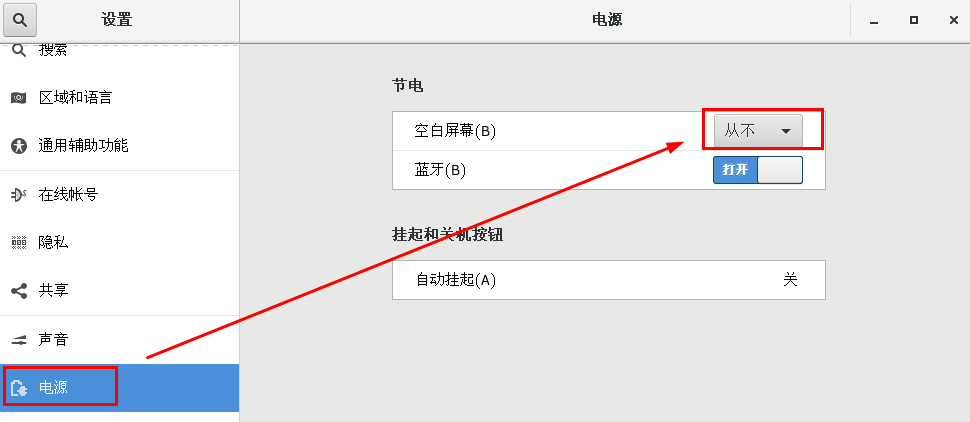 设置
电源
搜索
区域和语言
通用辅助功能
在线帐号
隐私
共享
声音
电源
节电
空白屏幕(B)
从不
蓝牙(B)
打开
挂起和关机按钮
自动挂起(A)
关